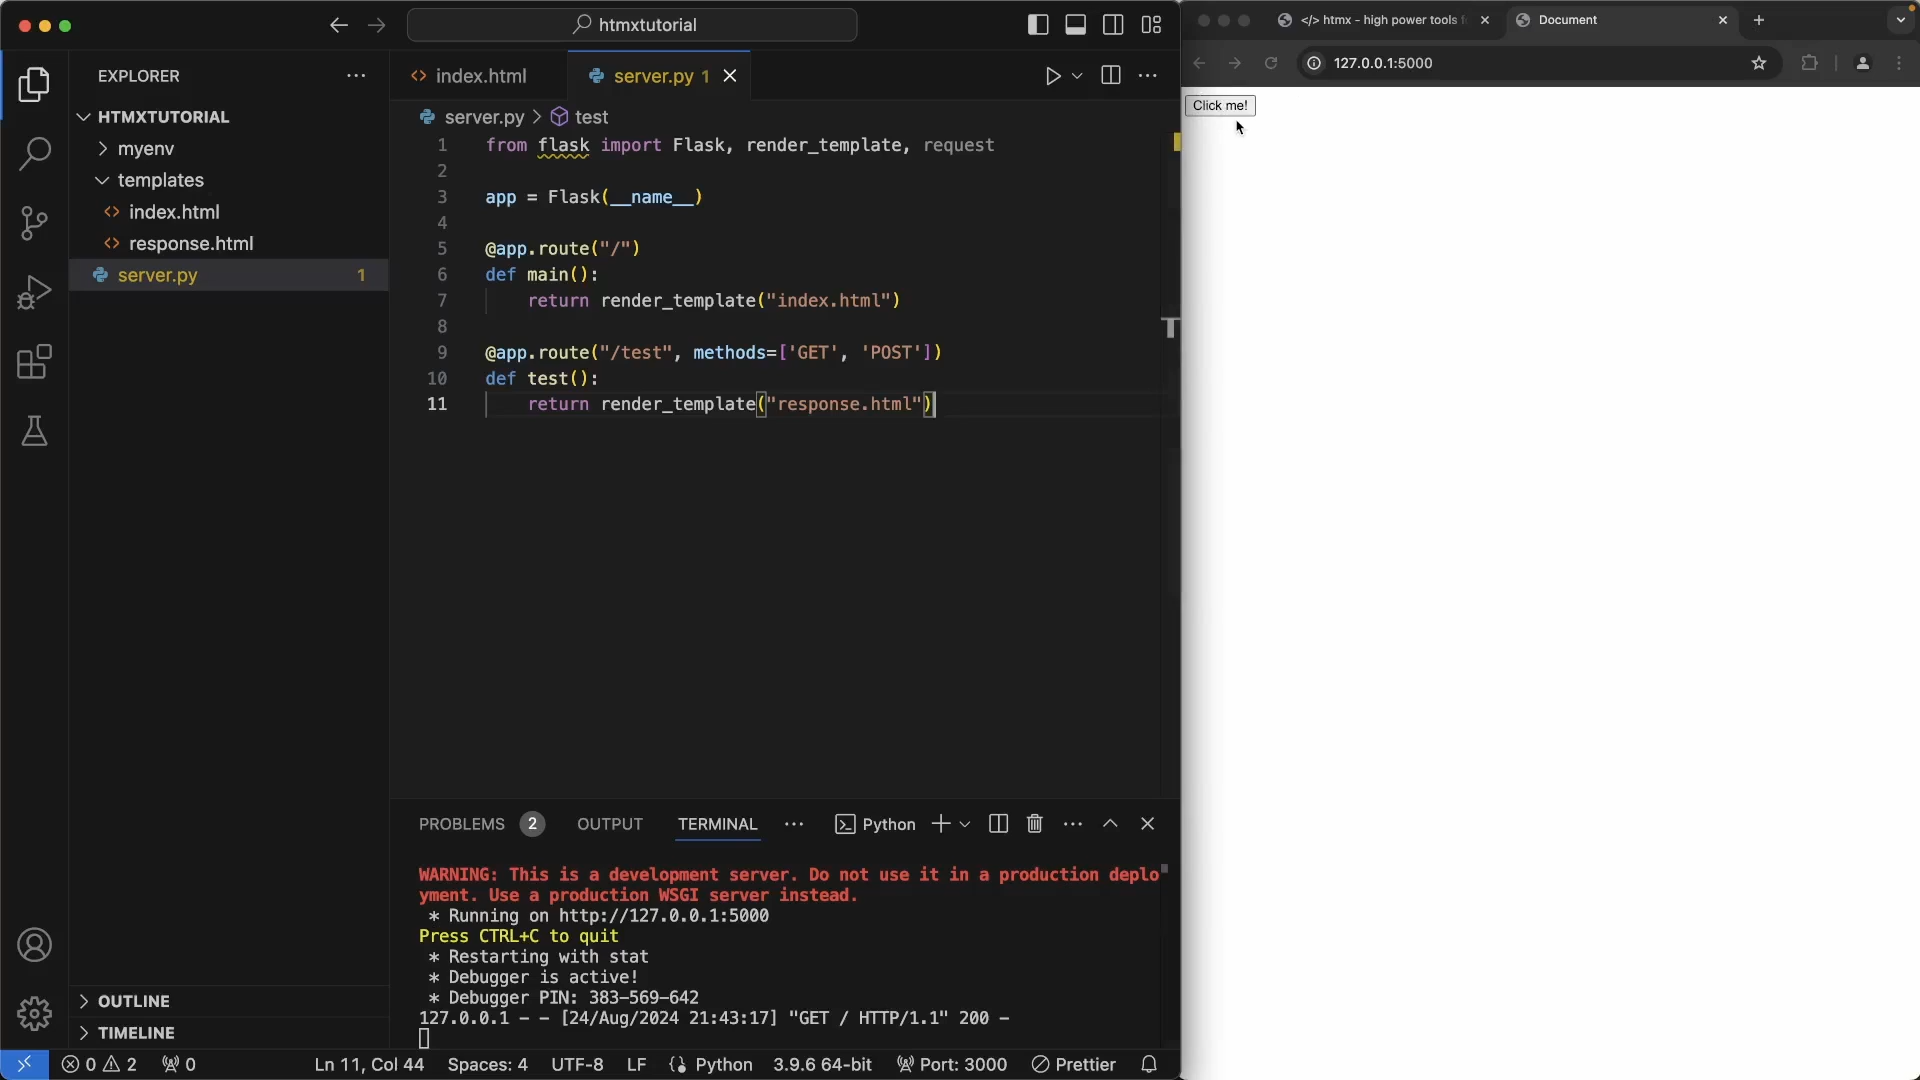 htmxtutorial
</> htmx - high power tools f
Document
127.0.0.1:5000
Click me!
EXPLORER
HTMXTUTORIAL
myenv
templates
index.html
response.html
server.py
1
OUTLINE
TIMELINE
index.html
server.py 1
server.py > test
1 from flask import Flask, render_template, request
2
3 app = Flask(__name__)
4
5 @app.route("/")
6 def main():
7 return render_template("index.html")
8
9 @app.route("/test", methods=['GET', 'POST'])
10 def test():
11 return render_template("response.html")
PROBLEMS 2 OUTPUT TERMINAL Python
WARNING: This is a development server. Do not use it in a production deplo
yment. Use a production WSGI server instead.
* Running on http://127.0.0.1:5000
Press CTRL+C to quit
* Restarting with stat
* Debugger is active!
* Debugger PIN: 383-569-642
127.0.0.1 - - [24/Aug/2024 21:43:17] "GET / HTTP/1.1" 200 -
0 2 0 Ln 11, Col 44 Spaces: 4 UTF-8 LF Python 3.9.6 64-bit Port: 3000 Prettier